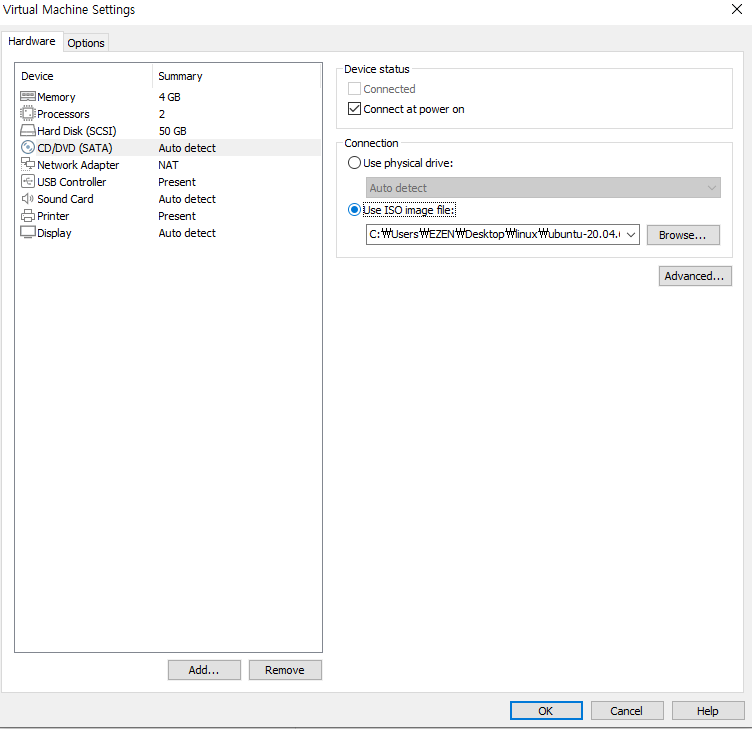 Virtual Machine Settings
Hardware Options
Device Summary
Memory 4 GB
Processors 2
Hard Disk (SCSI) 50 GB
CD/DVD (SATA) Auto detect
Network Adapter NAT
USB Controller Present
Sound Card Auto detect
Printer Present
Display Auto detect
Add... Remove
Device status
Connected
Connect at power on
Connection
Use physical drive:
Auto detect
Use ISO image file:
C:₩Users₩EZEN₩Desktop₩linux₩ubuntu-20.04.6 Browse...
Advanced...
OK Cancel Help